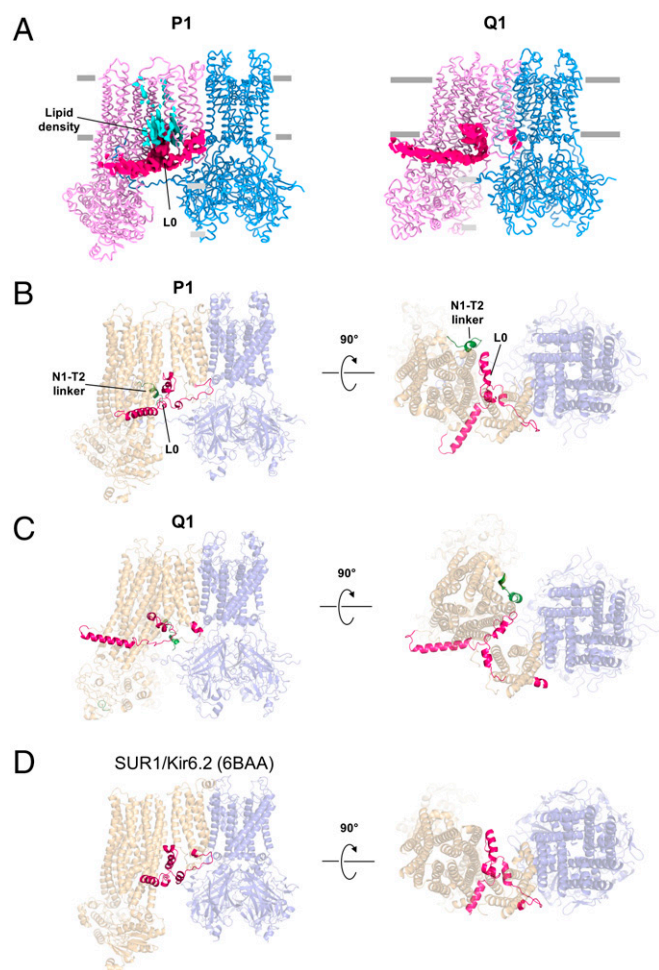 A
P1
Q1
Lipid
density
L0
B
P1
N1-T2
linker
L0
90°
N1-T2
linker
L0
C
Q1
90°
D
SUR1/Kir6.2 (6BAA)
90°